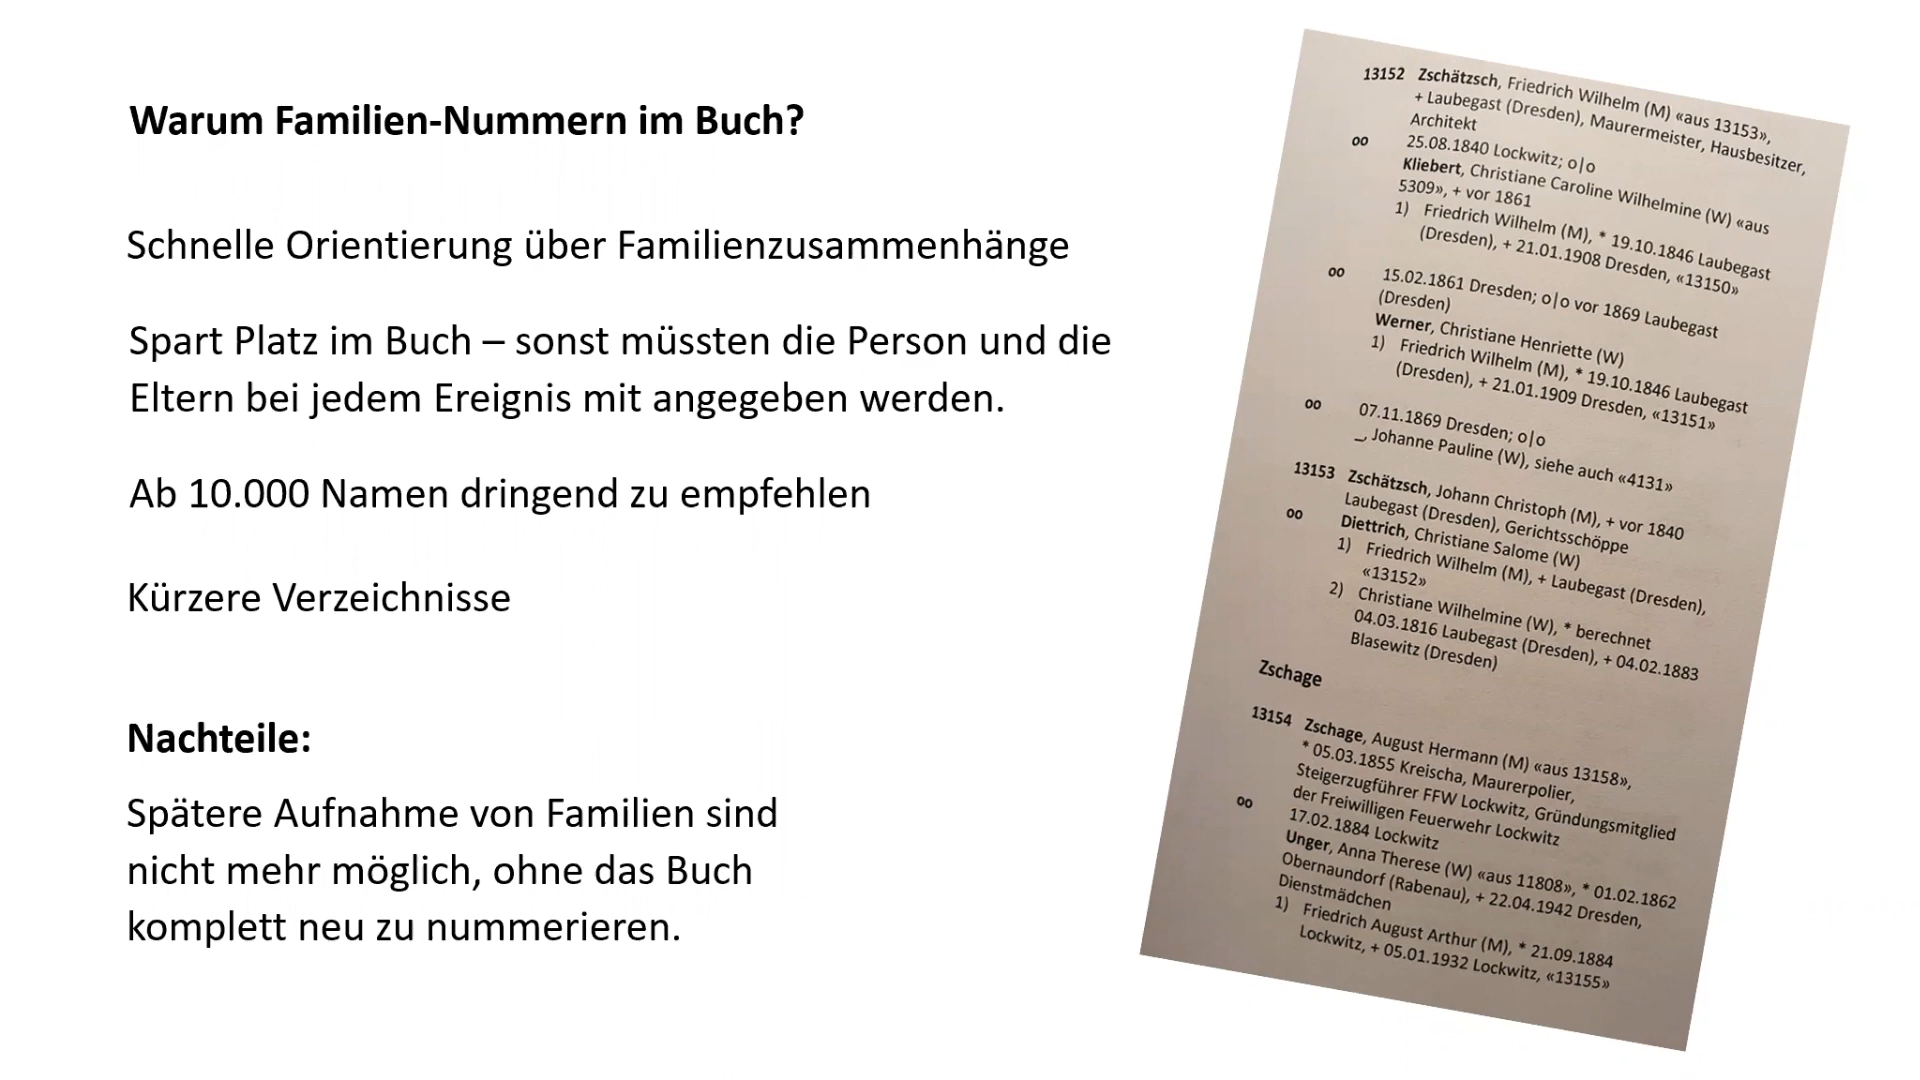 Warum Familien-Nummern im Buch?
Schnelle Orientierung über Familienzusammenhänge
Spart Platz im Buch – sonst müssten die Person und die
Eltern bei jedem Ereignis mit angegeben werden.
Ab 10.000 Namen dringend zu empfehlen
Kürzere Verzeichnisse
Nachteile:
Spätere Aufnahme von Familien sind
nicht mehr möglich, ohne das Buch
komplett neu zu nummerieren.
13152 Zschätzsch, Friedrich Wilhelm (M) «aus 13153»,
+ Laubegast (Dresden), Maurermeister, Hausbesitzer,
Architekt
oo 25.08.1840 Lockwitz; o|o
Kliebert, Christiane Caroline Wilhelmine (W) «aus
5309», + vor 1861
1) Friedrich Wilhelm (M), * 19.10.1846 Laubegast
(Dresden), + 21.01.1908 Dresden, «13150»
oo 15.02.1861 Dresden; o|o vor 1869 Laubegast
(Dresden)
Werner, Christiane Henriette (W)
1) Friedrich Wilhelm (M), * 19.10.1846 Laubegast
(Dresden), + 21.01.1909 Dresden, «13151»
oo 07.11.1869 Dresden; o|o
_, Johanne Pauline (W), siehe auch «4131»
13153 Zschätzsch, Johann Christoph (M), + vor 1840
Laubegast (Dresden), Gerichtsschöppe
oo Diettrich, Christiane Salome (W)
1) Friedrich Wilhelm (M), + Laubegast (Dresden),
«13152»
2) Christiane Wilhelmine (W), * berechnet
04.03.1816 Laubegast (Dresden), + 04.02.1883
Blasewitz (Dresden)
Zschage
13154 Zschage, August Hermann (M) «aus 13158»,
* 05.03.1855 Kreischa, Maurerpolier,
Steigerzugführer FFW Lockwitz, Gründungsmitglied
der Freiwilligen Feuerwehr Lockwitz
oo 17.02.1884 Lockwitz
Unger, Anna Therese (W) «aus 11808», * 01.02.1862
Obernaundorf (Rabenau), + 22.04.1942 Dresden,
Dienstmädchen
1) Friedrich August Arthur (M), * 21.09.1884
Lockwitz, + 05.01.1932 Lockwitz, «13155»